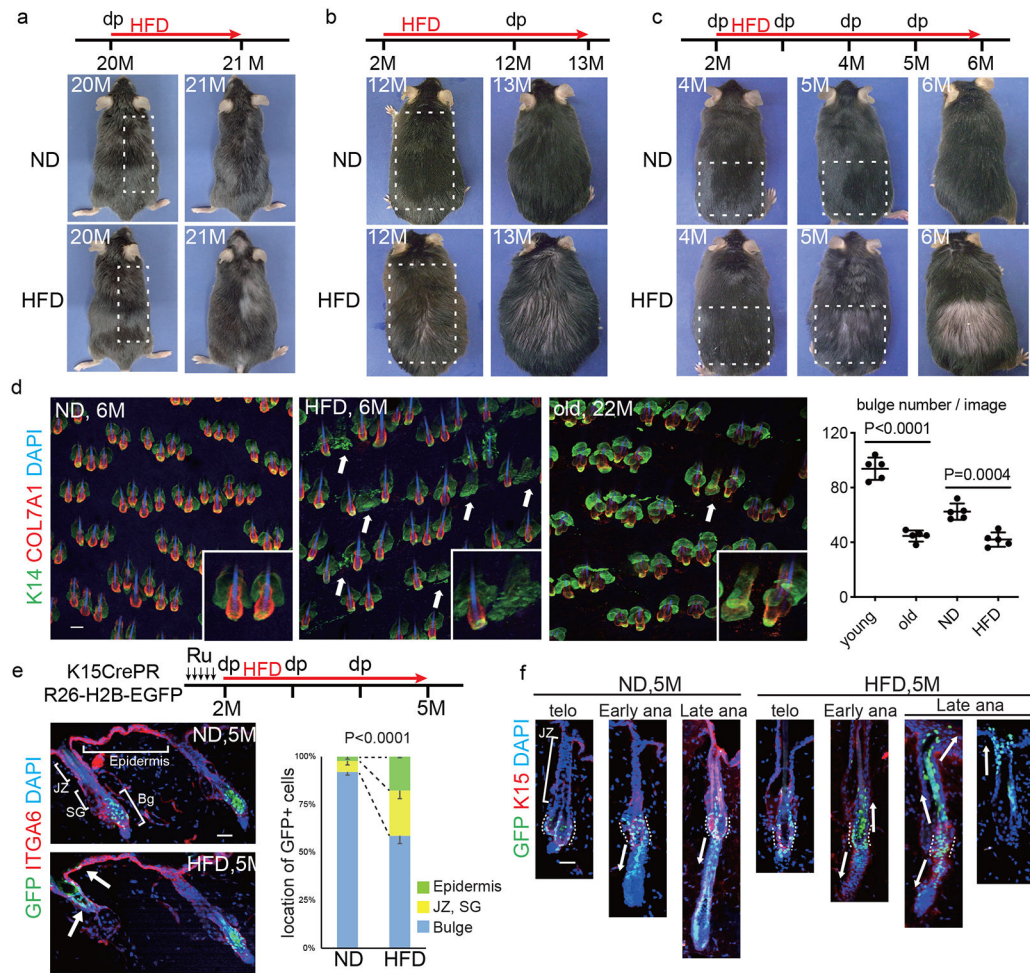 a
dp HFD
20M 21M
20M 21M
ND
20M 21M
HFD
b
HFD dp
2M 12M 13M
12M 13M
ND
12M 13M
HFD
c
dp HFD dp dp dp
2M 4M 5M 6M
4M 5M 6M
ND
4M 5M 6M
HFD
d
K14 COL7A1 DAPI
ND, 6M
HFD, 6M
old, 22M
bulge number / image
P<0.0001
P=0.0004
120
80
40
0
young old ND HFD
e
K15CrePR
R26-H2B-EGFP
Ru
dp HFD dp dp
2M 5M
GFP ITGA6 DAPI
ND,5M
Epidermis
JZ
SG
Bg
HFD,5M
location of GFP+ cells
P<0.0001
100%
75%
50%
25%
0%
ND HFD
Epidermis
JZ, SG
Bulge
f
GFP K15 DAPI
ND,5M HFD,5M
telo Early ana Late ana telo Early ana Late ana
JZ